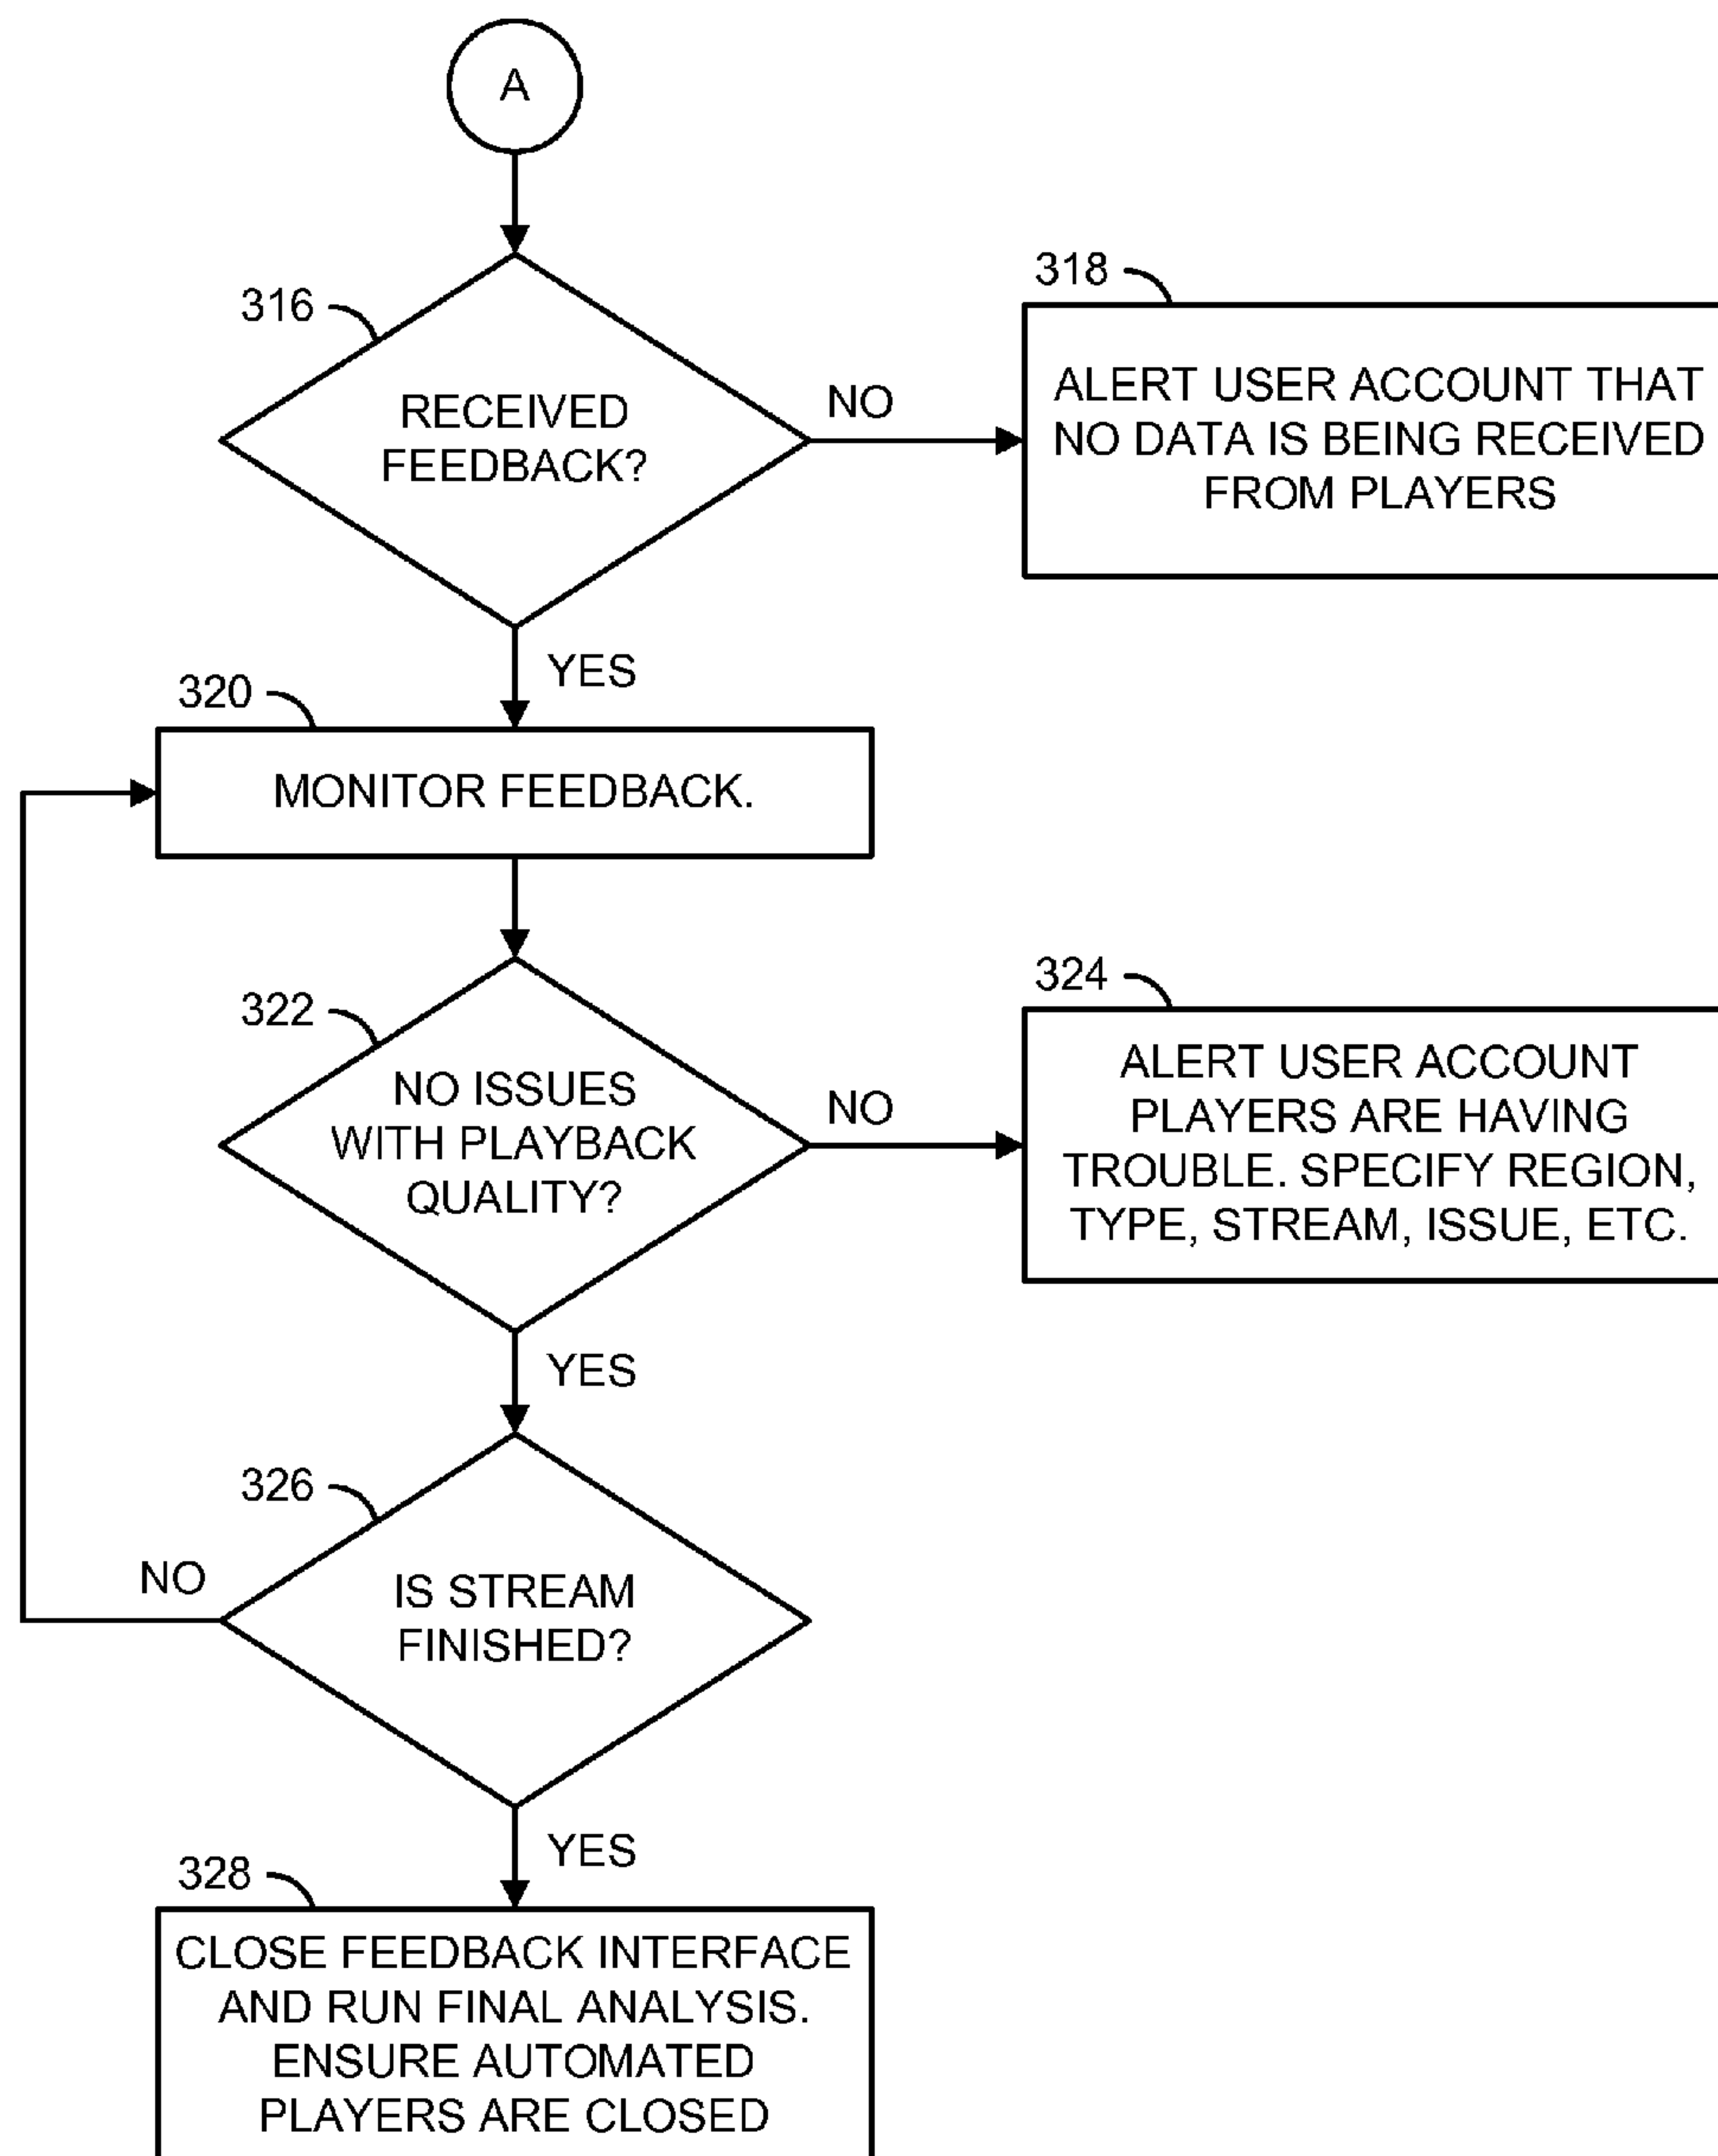 A
316
RECEIVED
FEEDBACK?
NO
318
ALERT USER ACCOUNT THAT
NO DATA IS BEING RECEIVED
FROM PLAYERS
YES
320
MONITOR FEEDBACK.
322
NO ISSUES
WITH PLAYBACK
QUALITY?
NO
324
ALERT USER ACCOUNT
PLAYERS ARE HAVING
TROUBLE. SPECIFY REGION,
TYPE, STREAM, ISSUE, ETC.
YES
326
NO
IS STREAM
FINISHED?
YES
328
CLOSE FEEDBACK INTERFACE
AND RUN FINAL ANALYSIS.
ENSURE AUTOMATED
PLAYERS ARE CLOSED